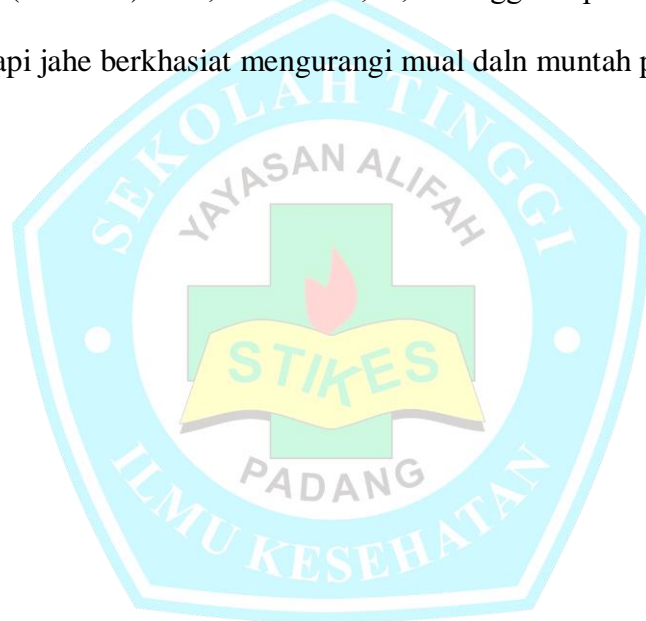 api jahe berkhasiat mengurangi mual daln muntah p
SEKOLAH TINGGI
YAYASAN ALIFAH
STIKES
PADANG
ILMU KESEHATAN